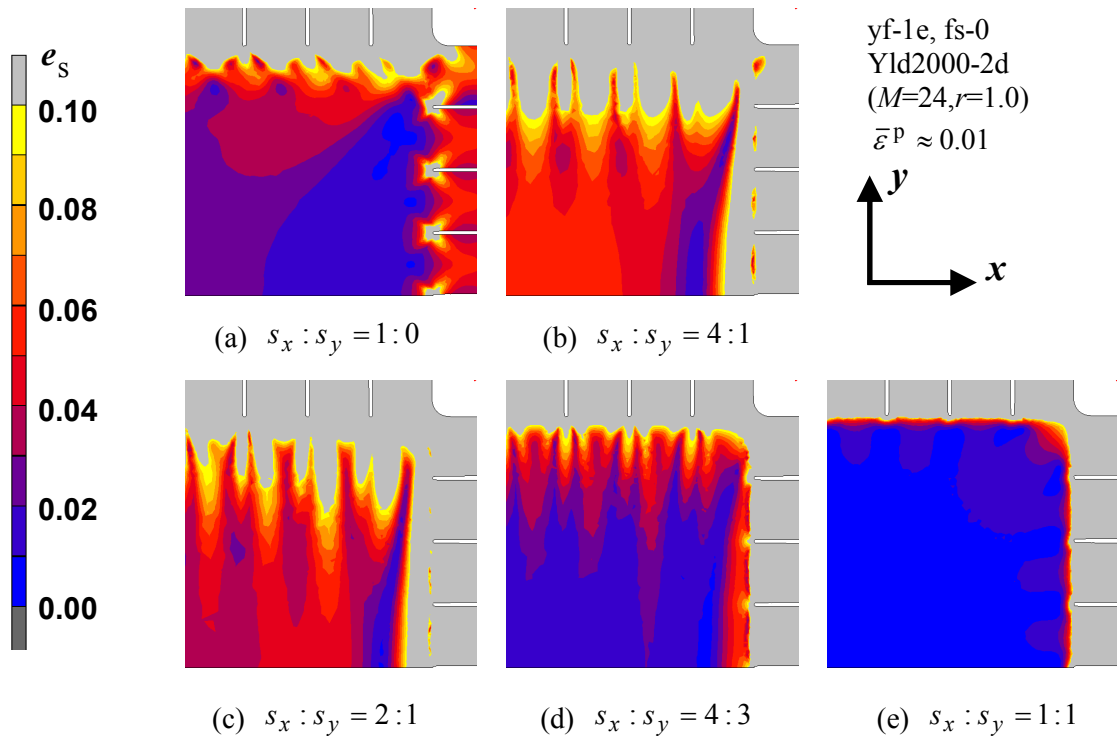 e_s
0.10
0.08
0.06
0.04
0.02
0.00
yf-1e, fs-0
Yld2000-2d
(M=24,r=1.0)
ε̄^p ≈ 0.01
y
x
(a) s_x : s_y = 1 : 0
(b) s_x : s_y = 4 : 1
(c) s_x : s_y = 2 : 1
(d) s_x : s_y = 4 : 3
(e) s_x : s_y = 1 : 1